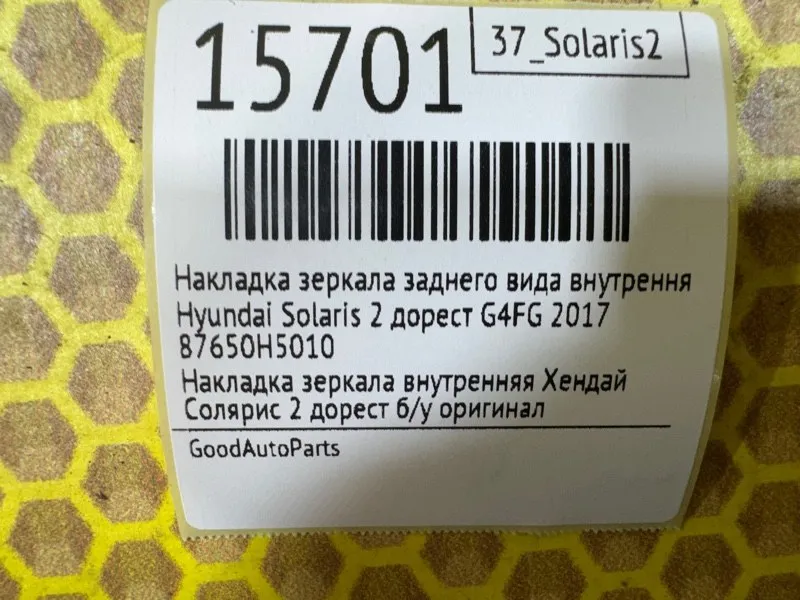 15701
37_Solaris2
Накладка зеркала заднего вида внутрення
Hyundai Solaris 2 дорест G4FG 2017
87650H5010
Накладка зеркала внутренняя Хендай
Солярис 2 дорест б/у оригинал
GoodAutoParts